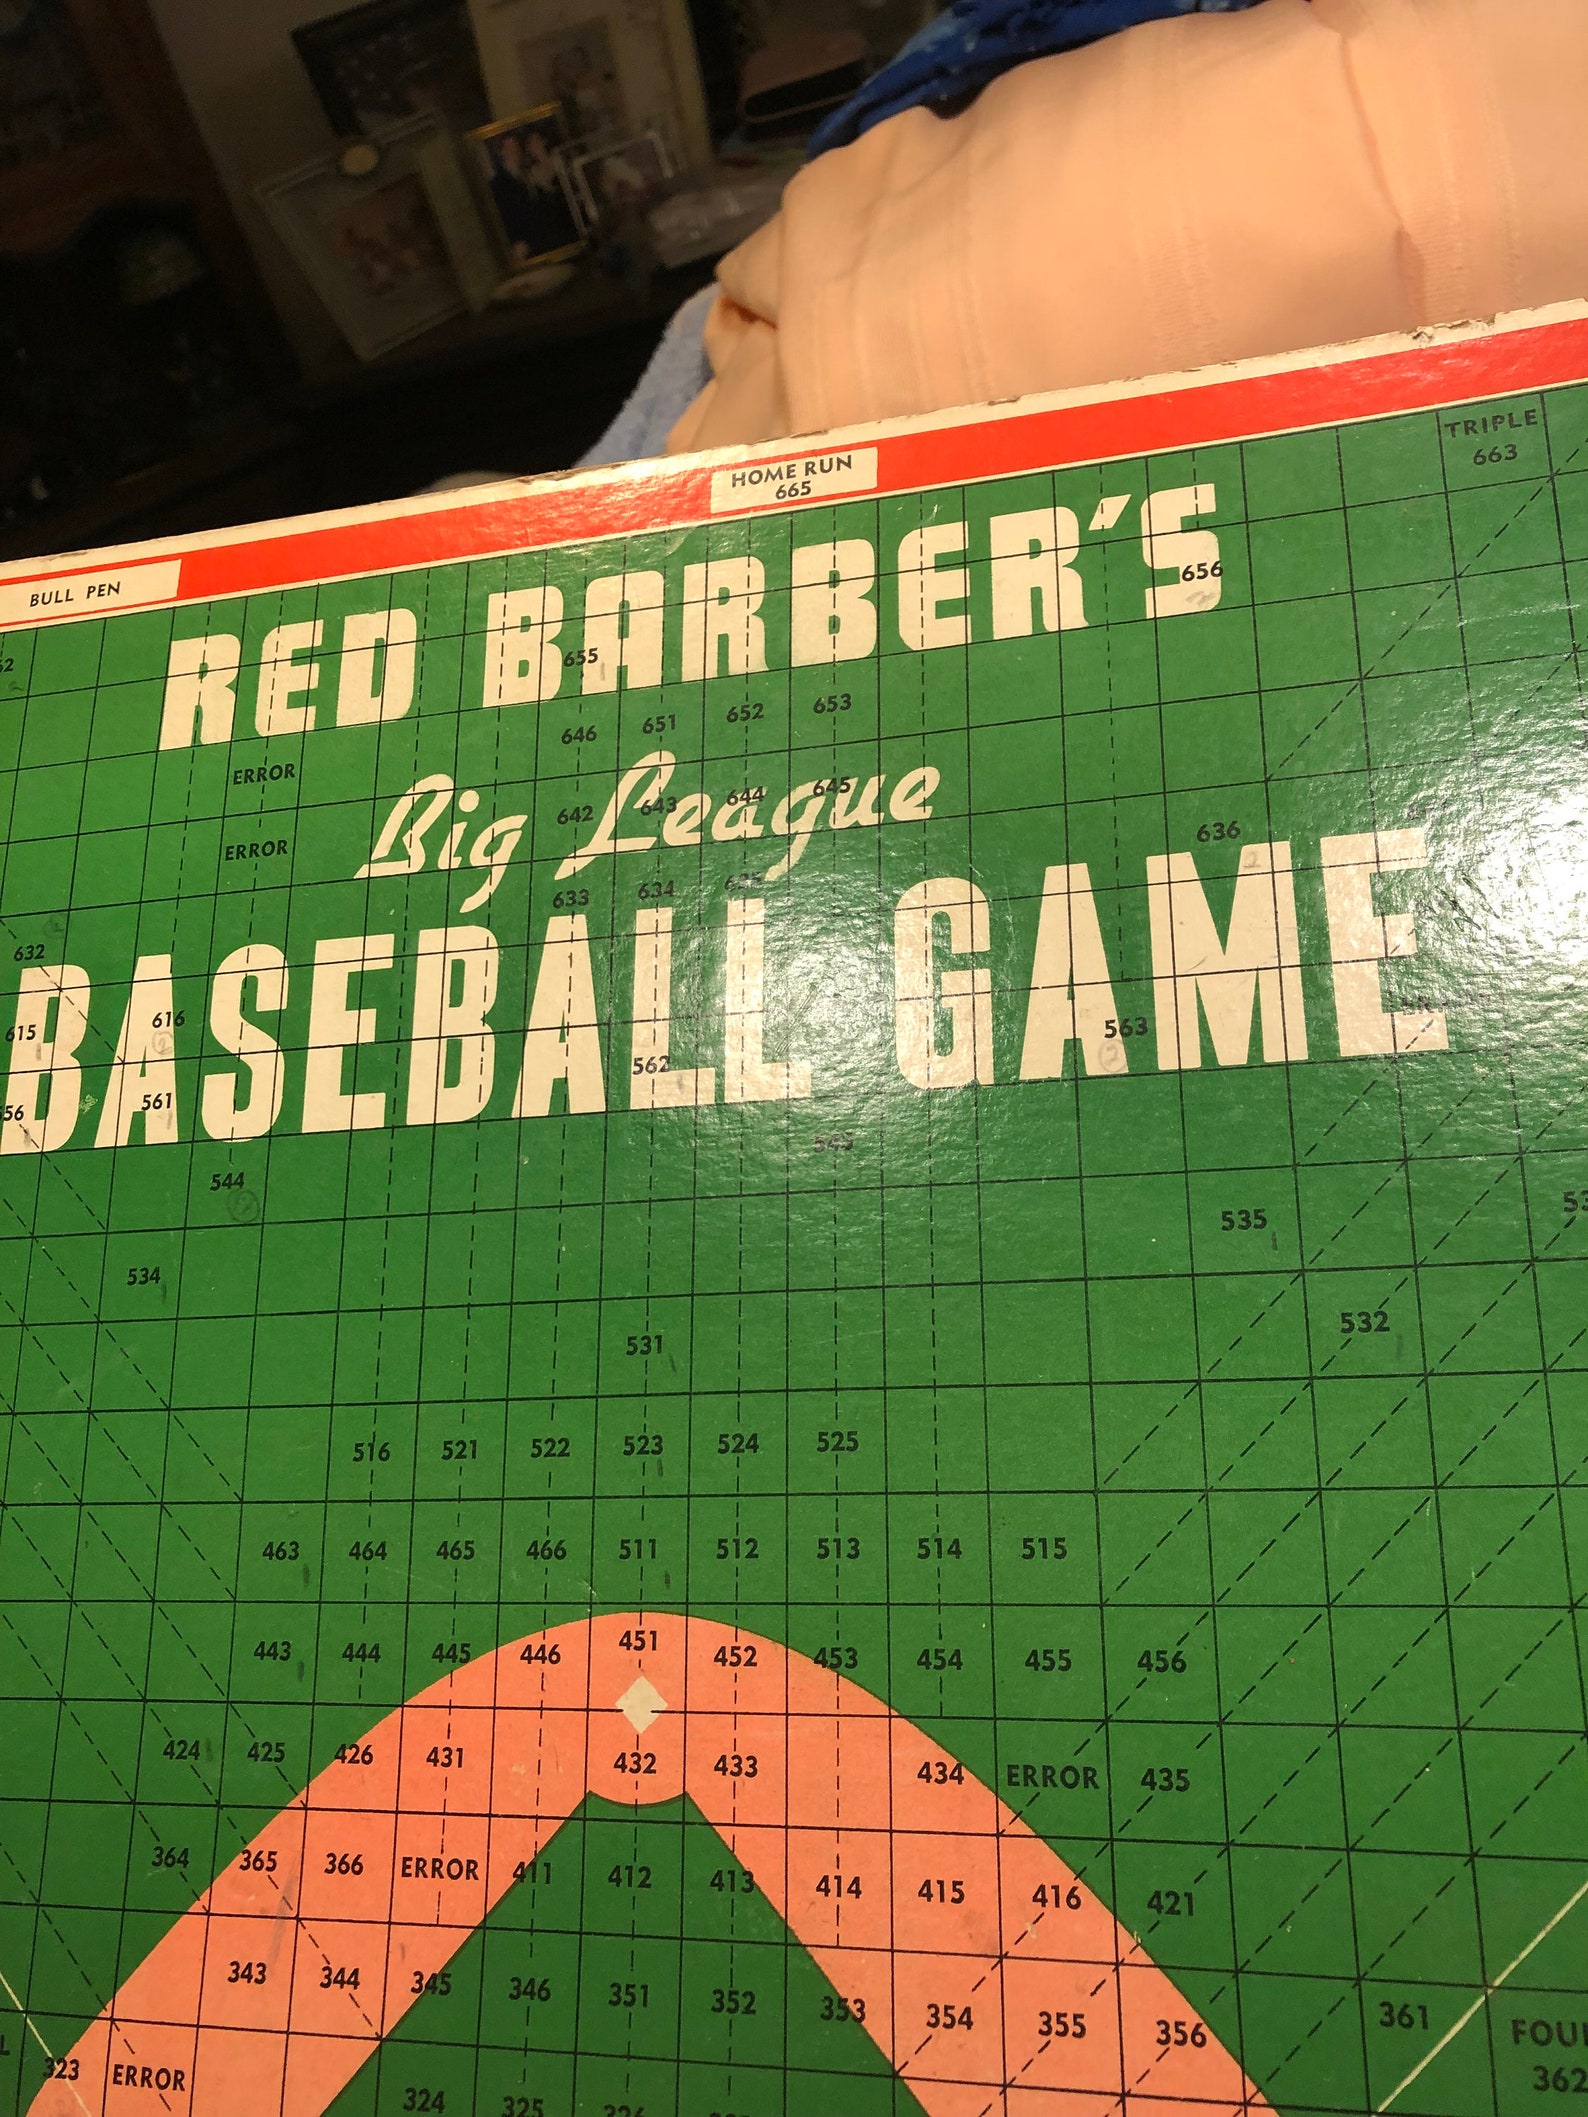 HOME RUN
665
TRIPLE
663
BULL PEN
RED BARBER'S
656
655
646 651 652 653
ERROR
Big League
642 643 644 645
ERROR
636
633 634 635
BASEBALL GAME
632
615 616
563
562
561
544
545
535
534
532
531
516 521 522 523 524 525
463 464 465 466 511 512 513 514 515
443 444 445 446 451 452 453 454 455 456
424 425 426 431 432 433 434 ERROR 435
364 365 366 ERROR 411 412 413 414 415 416 421
343 344 345 346 351 352 353 354 355 356 361
FOUL
362
323 ERROR
324 325